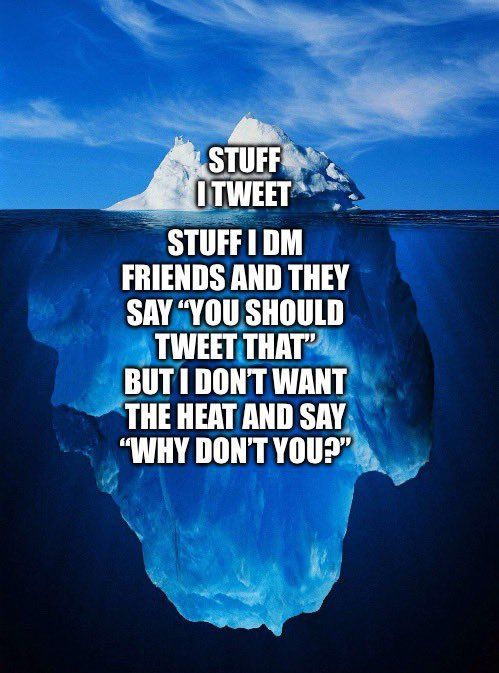 STUFF
I TWEET
STUFF I DM
FRIENDS AND THEY
SAY “YOU SHOULD
TWEET THAT”
BUT I DON’T WANT
THE HEAT AND SAY
“WHY DON’T YOU?”